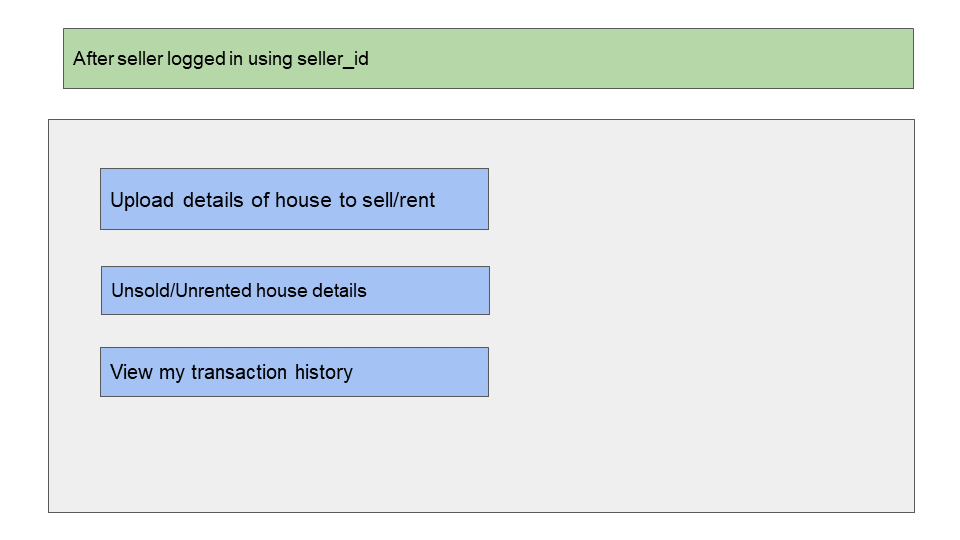 After seller logged in using seller_id
Upload details of house to sell/rent
Unsold/Unrented house details
View my transaction history